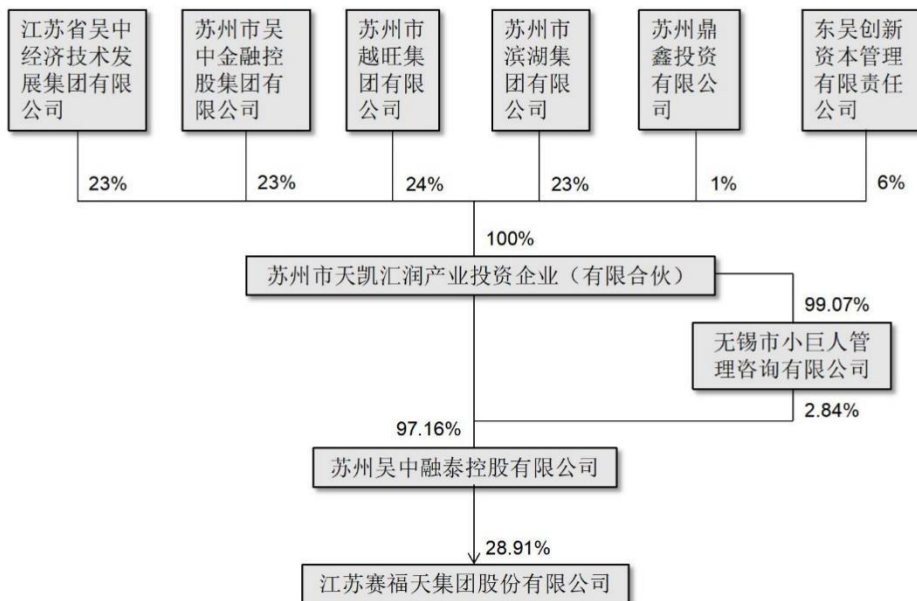 江苏省吴中
经济技术发
展集团有限
公司
苏州市吴
中金融控
股集团有
限公司
苏州市
越旺集
团有限
公司
苏州市
滨湖集
团有限
公司
苏州鼎
鑫投资
有限公
司
东吴创新
资本管理
有限责任
公司
23%
23%
24%
23%
1%
6%
100%
苏州市天凯汇润产业投资企业（有限合伙）
99.07%
无锡市小巨人管
理咨询有限公司
2.84%
97.16%
苏州吴中融泰控股有限公司
28.91%
江苏赛福天集团股份有限公司